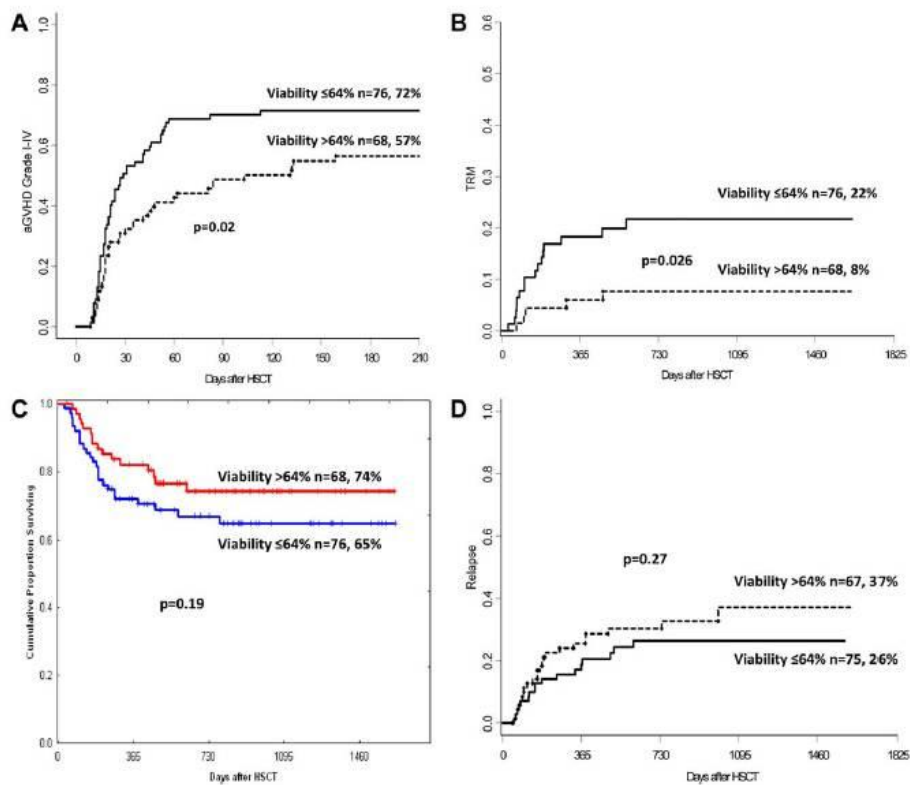 A
aGVHD Grade I-IV
1.0
0.8
0.6
0.4
0.2
0.0
Viability ≤64% n=76, 72%
Viability >64% n=68, 57%
p=0.02
0 30 60 90 120 150 180 210
Days after HSCT
B
TRM
0.6
0.5
0.4
0.3
0.2
0.1
0.0
Viability ≤64% n=76, 22%
p=0.026
Viability >64% n=68, 8%
0 365 730 1095 1460 1825
Days after HSCT
C
Cumulative Proportion Surviving
1.0
0.8
0.6
0.4
0.2
0.0
Viability >64% n=68, 74%
Viability ≤64% n=76, 65%
p=0.19
0 365 730 1095 1460
Days after HSCT
D
Relapse
1.0
0.8
0.6
0.4
0.2
0.0
p=0.27
Viability >64% n=67, 37%
Viability ≤64% n=75, 26%
0 365 730 1095 1460 1825
Days after HSCT